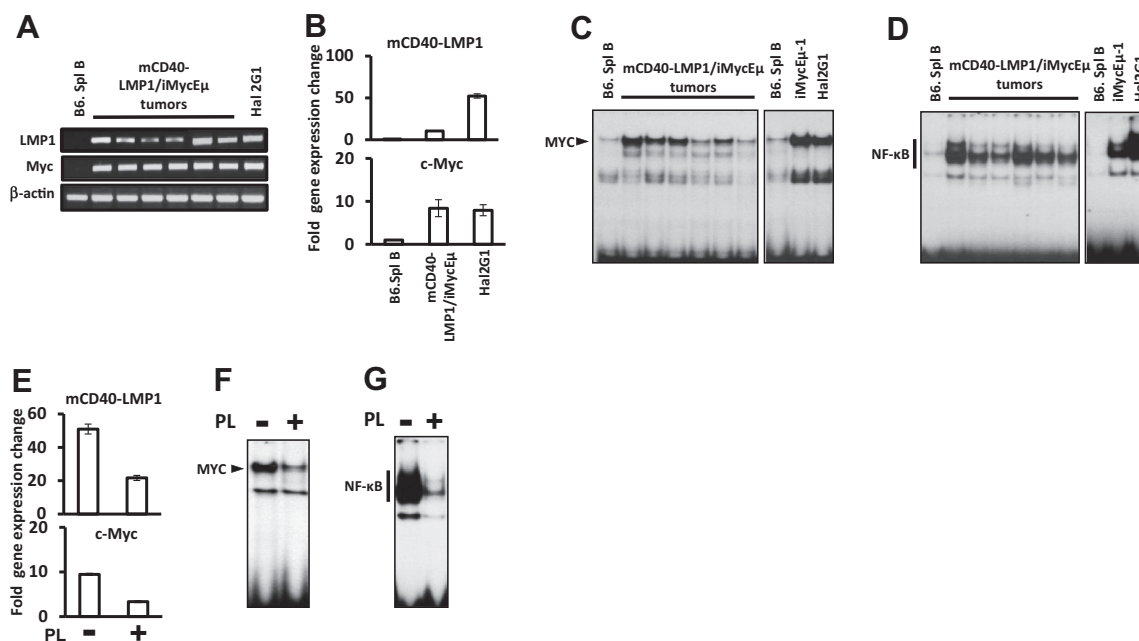 A
B6. Spl B
mCD40-
LMP1/iMycEμ
tumors
Hal 2G1
LMP1
Myc
β-actin
B
mCD40-LMP1
Fold gene expression change
100
50
0
c-Myc
20
10
0
B6.Spl B
mCD40-
LMP1/iMycEμ
Hal2G1
C
B6. Spl B
mCD40-LMP1/iMycEμ
tumors
B6. Spl B
iMycEμ-1
Hal2G1
MYC
D
B6. Spl B
mCD40-LMP1/iMycEμ
tumors
B6. Spl B
iMycEμ-1
Hal2G1
NF-κB
E
mCD40-LMP1
Fold gene expression change
60
40
20
0
c-Myc
20
10
0
PL - +
F
PL - +
MYC
G
PL - +
NF-κB